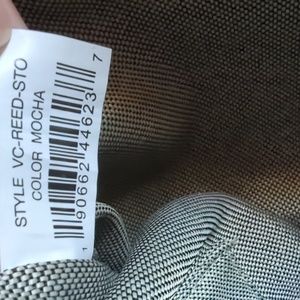 STYLE VC-REED-STO
COLOR MOCHA
1 90662 44623 7